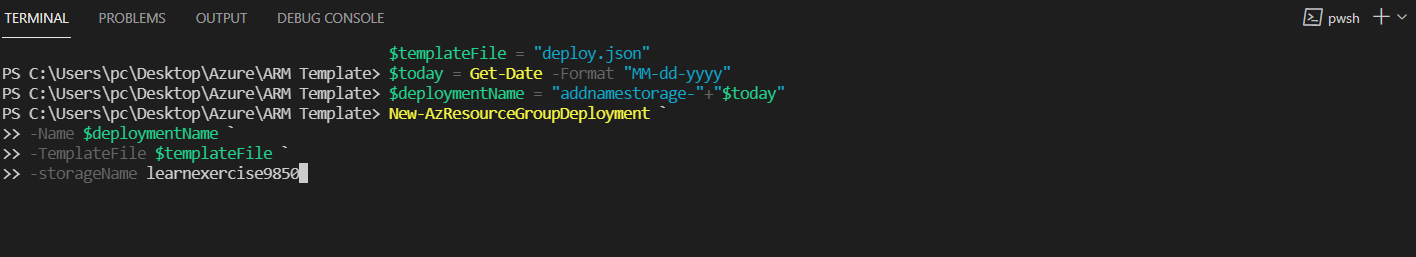 TERMINAL PROBLEMS OUTPUT DEBUG CONSOLE pwsh
$templateFile = "deploy.json"
PS C:\Users\pc\Desktop\Azure\ARM Template> $today = Get-Date -Format "MM-dd-yyyy"
PS C:\Users\pc\Desktop\Azure\ARM Template> $deploymentName = "addnamestorage-"+"$today"
PS C:\Users\pc\Desktop\Azure\ARM Template> New-AzResourceGroupDeployment `
>> -Name $deploymentName `
>> -TemplateFile $templateFile `
>> -storageName learnexercise9850